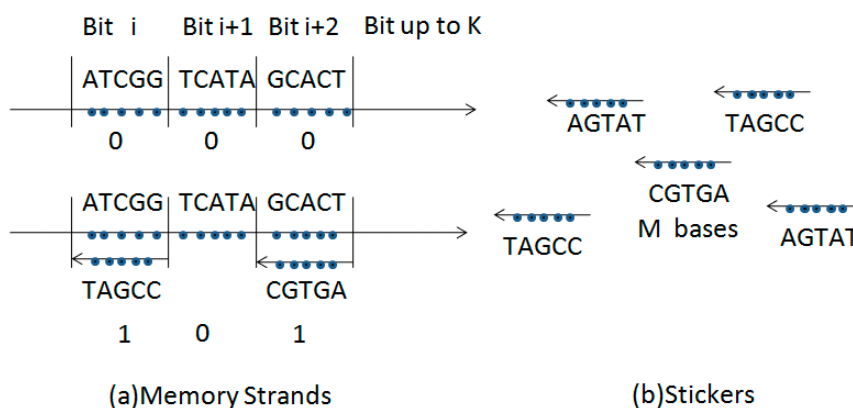 Bit i Bit i+1 Bit i+2 Bit up to K
ATCGG TCATA GCACT
0 0 0
ATCGG TCATA GCACT
TAGCC CGTGA
1 0 1
(a)Memory Strands
AGTAT TAGCC
CGTGA
M bases
TAGCC AGTAT
(b)Stickers